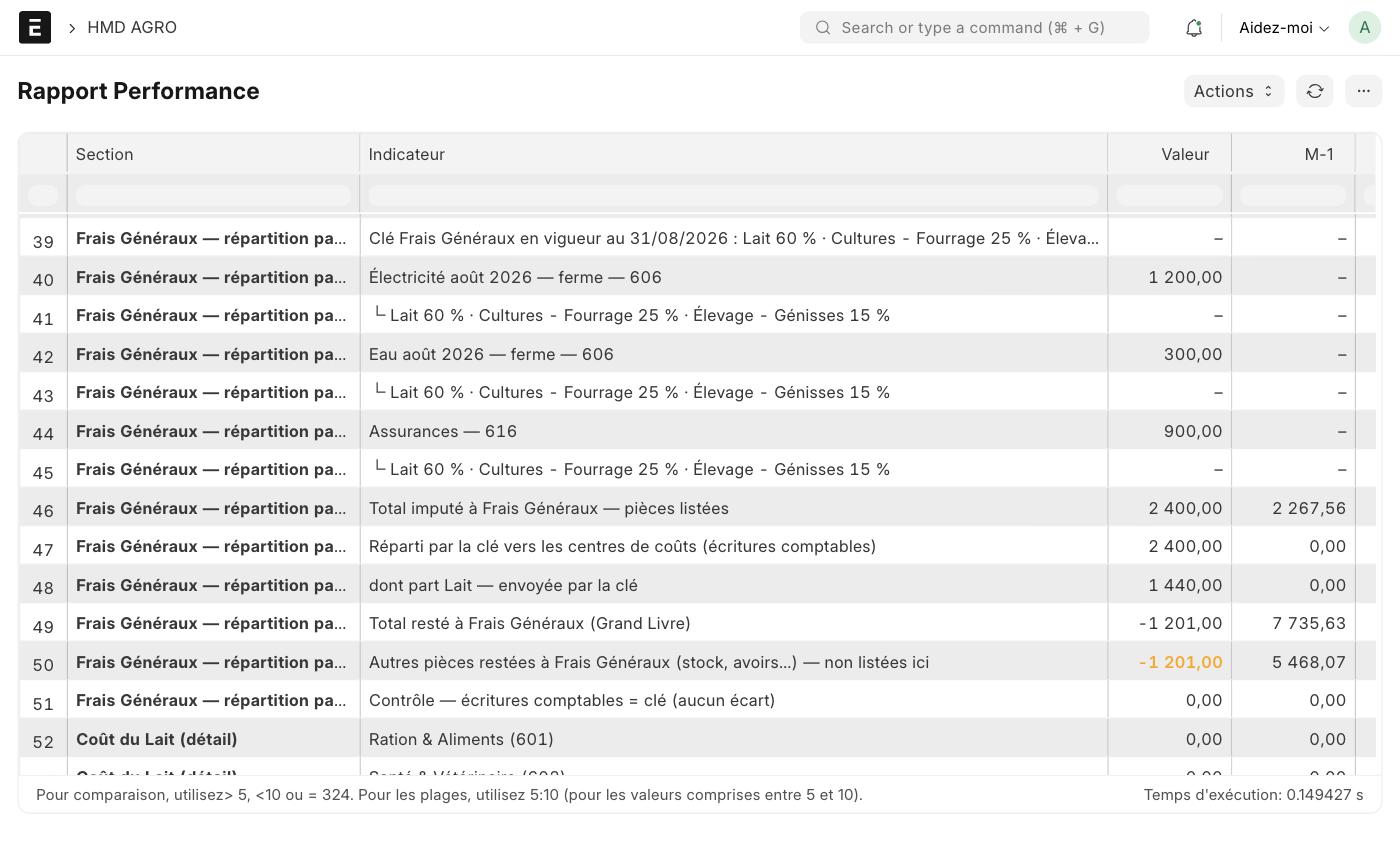 HMD AGRO
Search or type a command (⌘ + G)
Aidez-moi
A
Rapport Performance
Actions
Section Indicateur Valeur M-1
39 Frais Généraux — répartition pa... Clé Frais Généraux en vigueur au 31/08/2026 : Lait 60 % · Cultures - Fourrage 25 % · Éleva... – –
40 Frais Généraux — répartition pa... Électricité août 2026 — ferme — 606 1 200,00 –
41 Frais Généraux — répartition pa... └ Lait 60 % · Cultures - Fourrage 25 % · Élevage - Génisses 15 % – –
42 Frais Généraux — répartition pa... Eau août 2026 — ferme — 606 300,00 –
43 Frais Généraux — répartition pa... └ Lait 60 % · Cultures - Fourrage 25 % · Élevage - Génisses 15 % – –
44 Frais Généraux — répartition pa... Assurances — 616 900,00 –
45 Frais Généraux — répartition pa... └ Lait 60 % · Cultures - Fourrage 25 % · Élevage - Génisses 15 % – –
46 Frais Généraux — répartition pa... Total imputé à Frais Généraux — pièces listées 2 400,00 2 267,56
47 Frais Généraux — répartition pa... Réparti par la clé vers les centres de coûts (écritures comptables) 2 400,00 0,00
48 Frais Généraux — répartition pa... dont part Lait — envoyée par la clé 1 440,00 0,00
49 Frais Généraux — répartition pa... Total resté à Frais Généraux (Grand Livre) -1 201,00 7 735,63
50 Frais Généraux — répartition pa... Autres pièces restées à Frais Généraux (stock, avoirs...) — non listées ici -1 201,00 5 468,07
51 Frais Généraux — répartition pa... Contrôle — écritures comptables = clé (aucun écart) 0,00 0,00
52 Coût du Lait (détail) Ration & Aliments (601) 0,00 0,00
Coût du Lait (détail) Santé & Vétérinaire (602) 0,00 0,00
Pour comparaison, utilisez> 5, <10 ou = 324. Pour les plages, utilisez 5:10 (pour les valeurs comprises entre 5 et 10).
Temps d'exécution: 0.149427 s